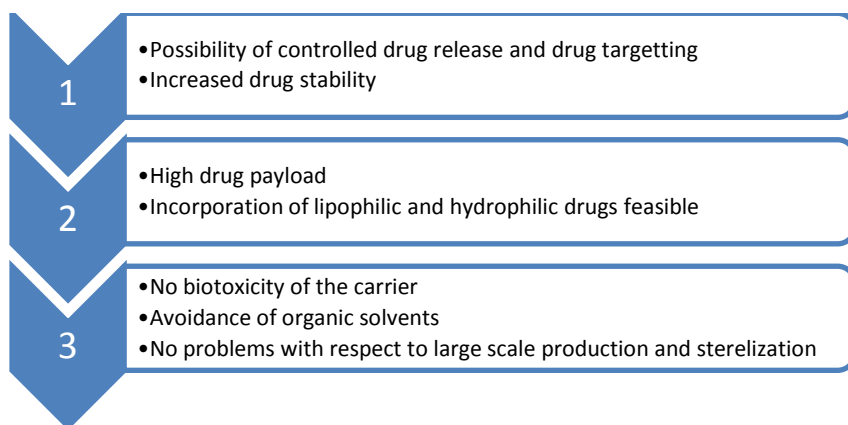 1
•Possibility of controlled drug release and drug targetting
•Increased drug stability
2
•High drug payload
•Incorporation of lipophilic and hydrophilic drugs feasible
3
•No biotoxicity of the carrier
•Avoidance of organic solvents
•No problems with respect to large scale production and sterelization